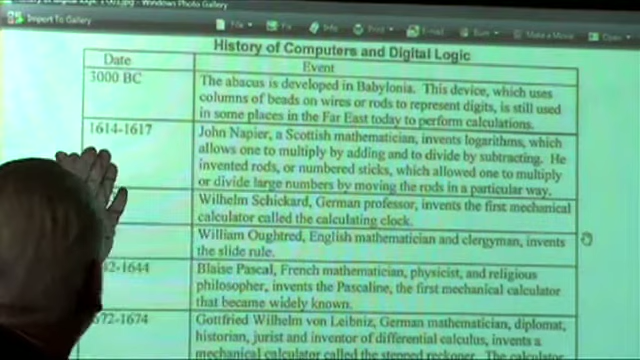 Windows Photo Gallery
Import To Gallery
File
Fix
Info
Print
E-mail
Burn
Make a Movie
Open
History of Computers and Digital Logic
Date
Event
3000 BC
The abacus is developed in Babylonia. This device, which uses
columns of beads on wires or rods to represent digits, is still used
in some places in the Far East today to perform calculations.
1614-1617
John Napier, a Scottish mathematician, invents logarithms, which
allows one to multiply by adding and to divide by subtracting. He
invented rods, or numbered sticks, which allowed one to multiply
or divide large numbers by moving the rods in a particular way.
Wilhelm Schickard, German professor, invents the first mechanical
calculator called the calculating clock.
William Oughtred, English mathematician and clergyman, invents
the slide rule.
42-1644
Blaise Pascal, French mathematician, physicist, and religious
philosopher, invents the Pascaline, the first mechanical calculator
that became widely known.
672-1674
Gottfried Wilhelm von Leibniz, German mathematician, diplomat,
historian, jurist and inventor of differential calculus, invents a
mechanical calculator called the stepped reckoner. The calculator